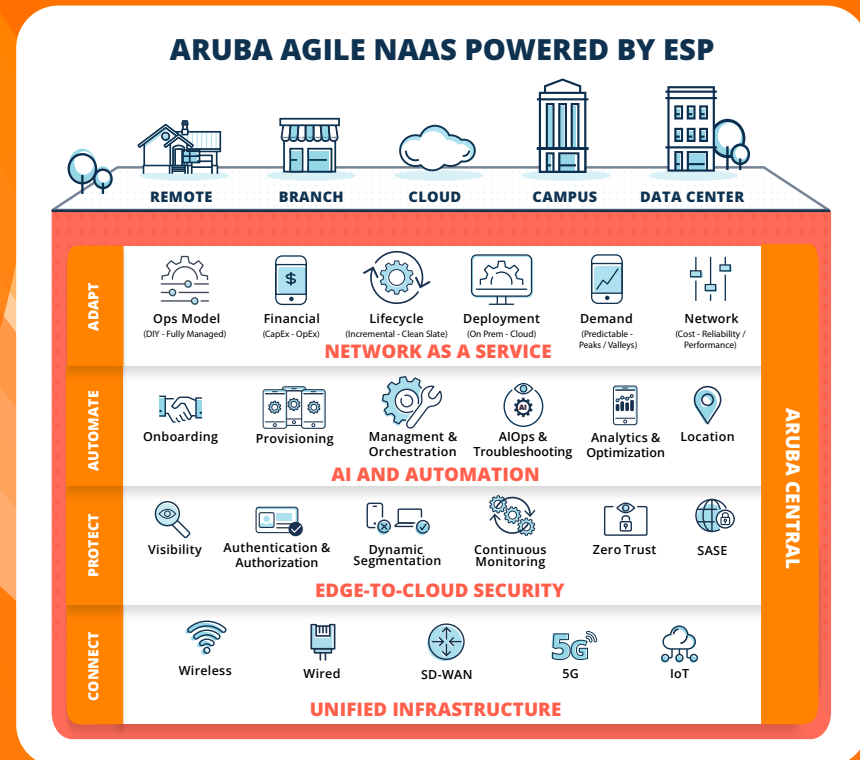 ARUBA AGILE NAAS POWERED BY ESP
REMOTE
BRANCH
CLOUD
CAMPUS
DATA CENTER
ADAPT
$
Ops Model
(DIY - Fully Managed)
Financial
(CapEx - OpEx)
Lifecycle
(Incremental - Clean Slate)
Deployment
(On Prem - Cloud)
Demand
(Predictable -
Peaks / Valleys)
Network
(Cost - Reliability /
Performance)
NETWORK AS A SERVICE
AUTOMATE
Onboarding
Provisioning
Managment &
Orchestration
AI
AIOps &
Troubleshooting
Analytics &
Optimization
Location
AI AND AUTOMATION
PROTECT
Visibility
Authentication &
Authorization
Dynamic
Segmentation
Continuous
Monitoring
Zero Trust
SASE
EDGE-TO-CLOUD SECURITY
CONNECT
Wireless
Wired
SD-WAN
5G
5G
IoT
UNIFIED INFRASTRUCTURE
ARUBA CENTRAL